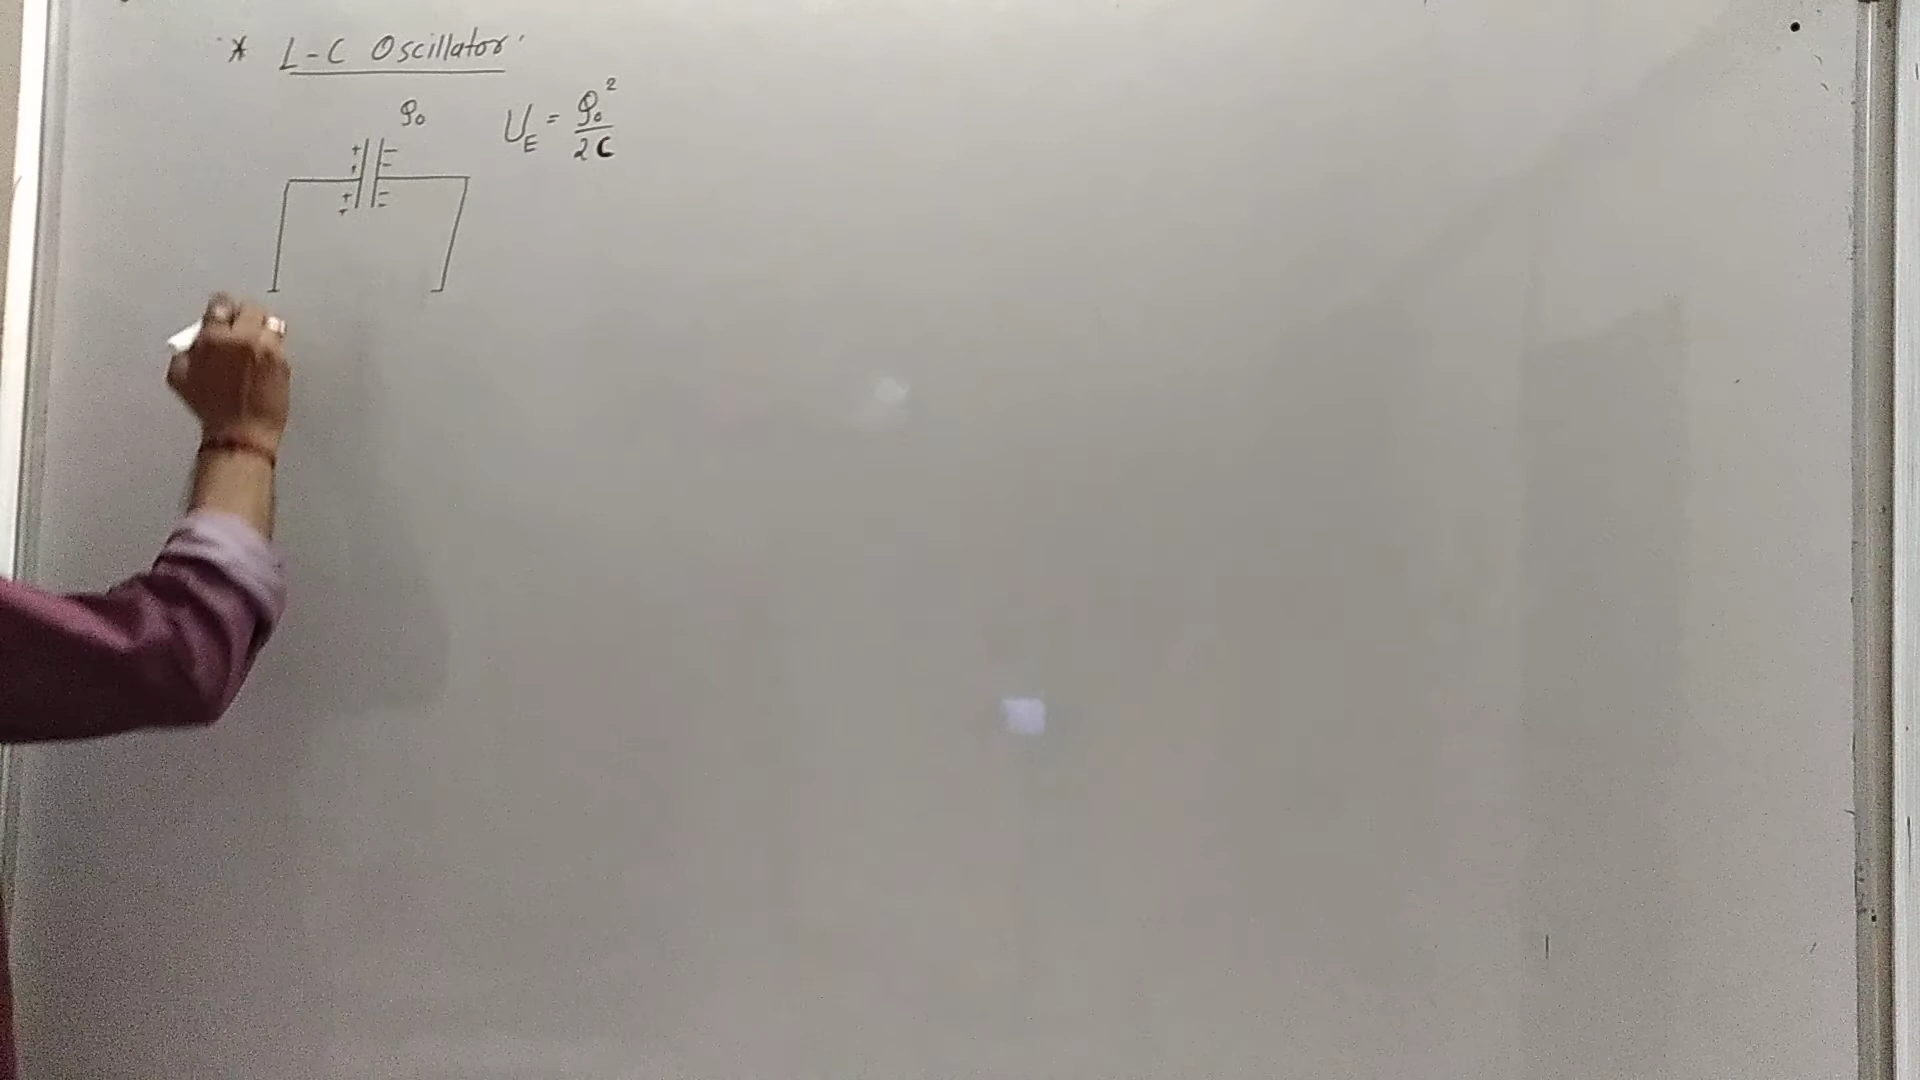 * L-C Oscillator
Q₀
U_E = Q₀² / 2C
+ + + +
- - - -